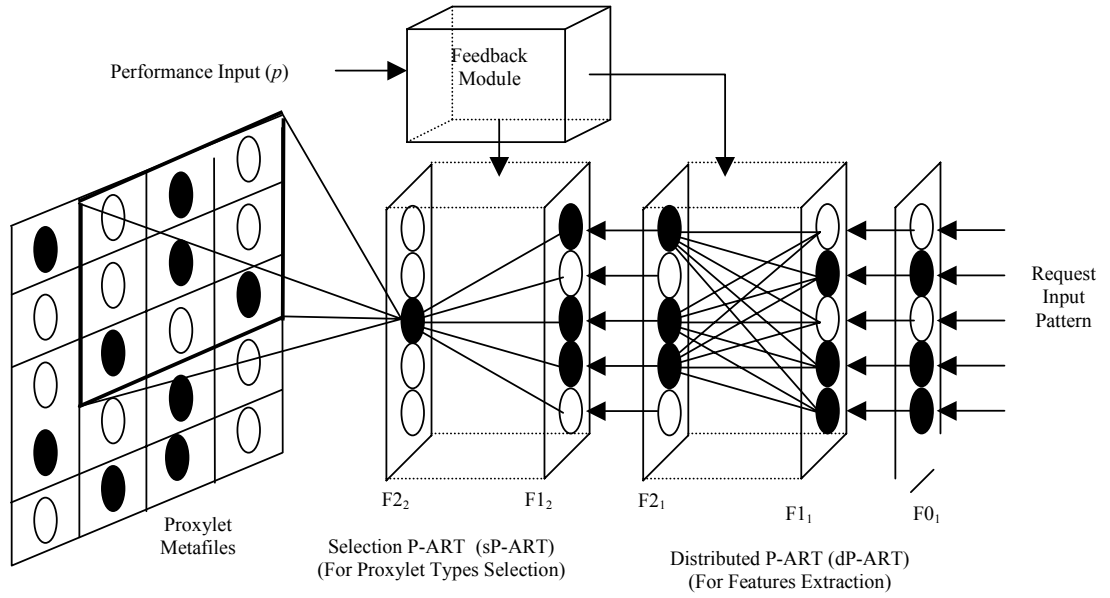 Feedback
Module
Performance Input (p)
Request
Input
Pattern
F2₂
F1₂
F2₁
F1₁
F0₁
Proxylet
Metafiles
Selection P-ART (sP-ART)
(For Proxylet Types Selection)
Distributed P-ART (dP-ART)
(For Features Extraction)